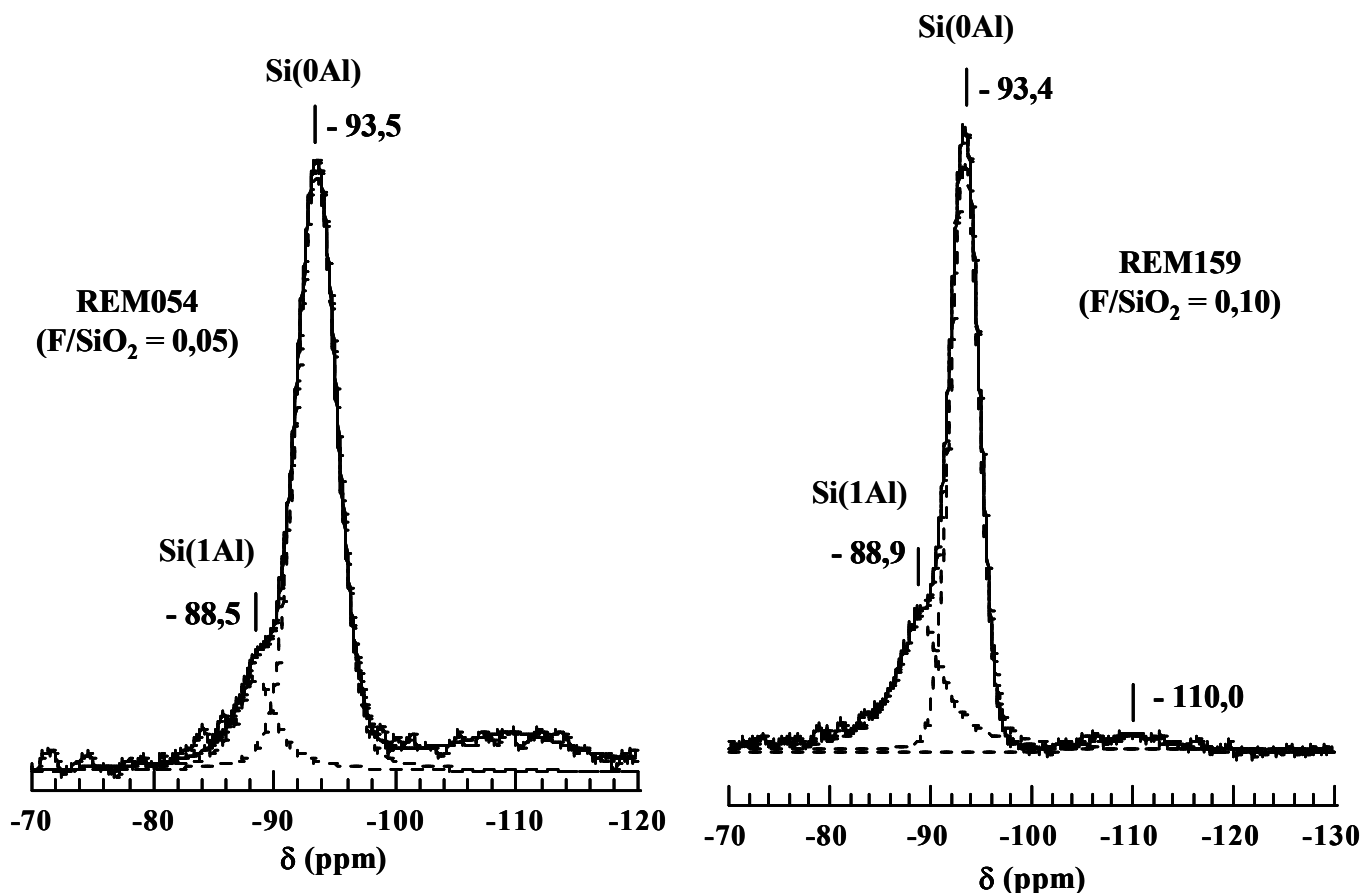 Si(0Al)
- 93,5
REM054
(F/SiO₂ = 0,05)
Si(1Al)
- 88,5
-70 -80 -90 -100 -110 -120
δ (ppm)
Si(0Al)
- 93,4
REM159
(F/SiO₂ = 0,10)
Si(1Al)
- 88,9
- 110,0
-70 -80 -90 -100 -110 -120 -130
δ (ppm)